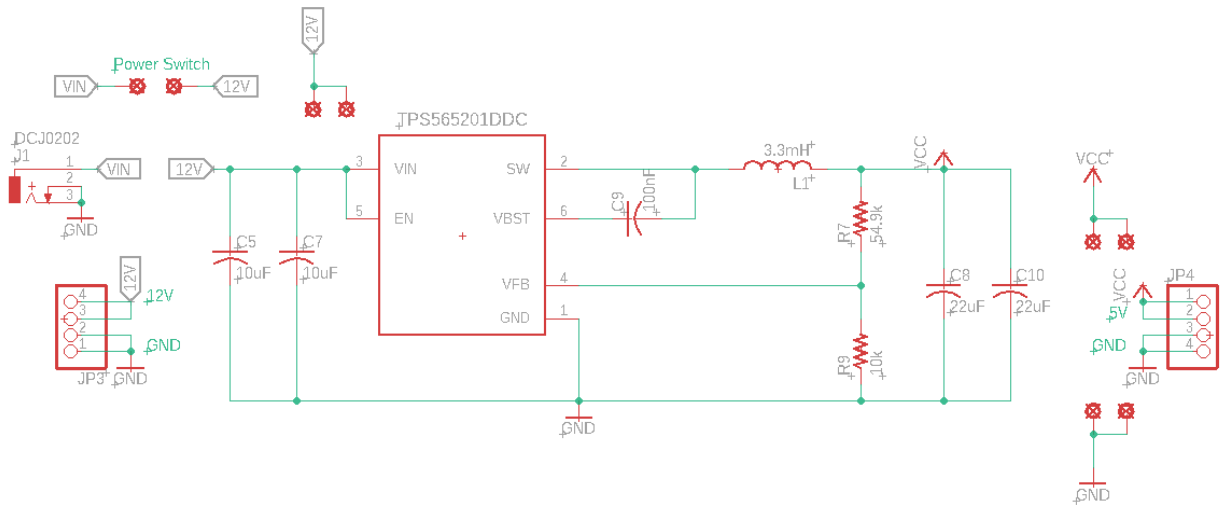 12V
Power Switch
VIN
12V
TPS565201DDC
DCJ0202
J1
1
2
3
VIN
GND
12V
3
VIN
5
EN
SW
2
VBST
6
VFB
4
GND
1
C5
10uF
C7
10uF
C9
100nF
3.3mH
L1
VCC
R7
54.9k
R9
10k
C8
22uF
C10
22uF
GND
12V
4
3
2
1
12V
GND
JP3
GND
VCC
JP4
VCC
5V
GND
1
2
3
4
GND
GND